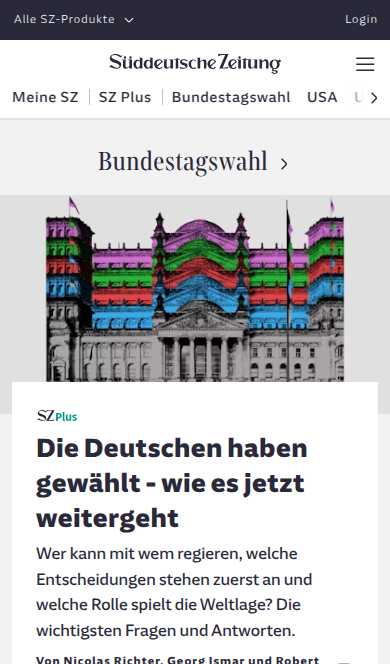 Alle SZ-Produkte
Login
Süddeutsche Zeitung
Meine SZ
SZ Plus
Bundestagswahl
USA
Bundestagswahl
SZ Plus
Die Deutschen haben
gewählt - wie es jetzt
weitergeht
Wer kann mit wem regieren, welche
Entscheidungen stehen zuerst an und
welche Rolle spielt die Weltlage? Die
wichtigsten Fragen und Antworten.
Von Nicolas Richter, Georg Ismar und Robert